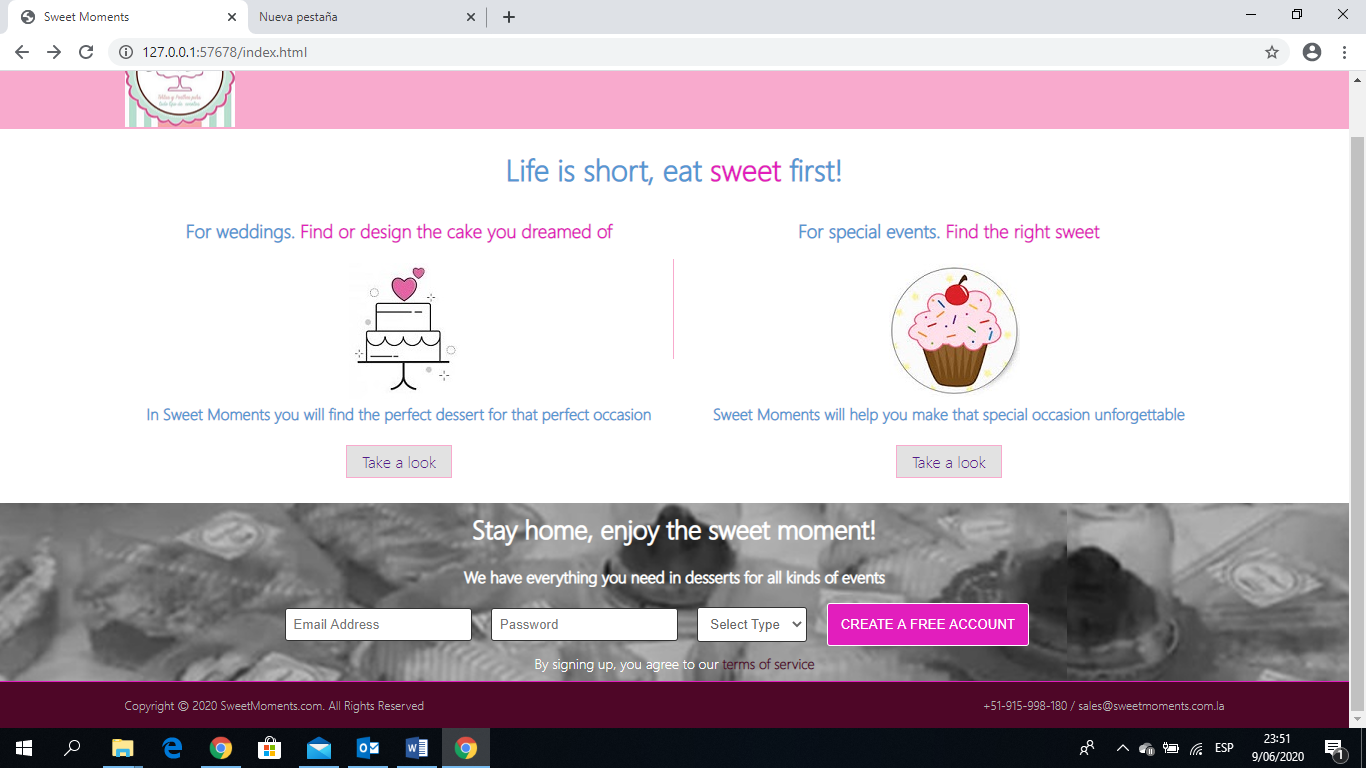 Sweet Moments
Nueva pestaña
127.0.0.1:57678/index.html
Life is short, eat sweet first!
For weddings. Find or design the cake you dreamed of
For special events. Find the right sweet
In Sweet Moments you will find the perfect dessert for that perfect occasion
Sweet Moments will help you make that special occasion unforgettable
Take a look
Take a look
Stay home, enjoy the sweet moment!
We have everything you need in desserts for all kinds of events
Email Address
Password
Select Type
CREATE A FREE ACCOUNT
By signing up, you agree to our terms of service
Copyright © 2020 SweetMoments.com. All Rights Reserved
+51-915-998-180 / sales@sweetmoments.com.la
ESP
23:51
9/06/2020
1